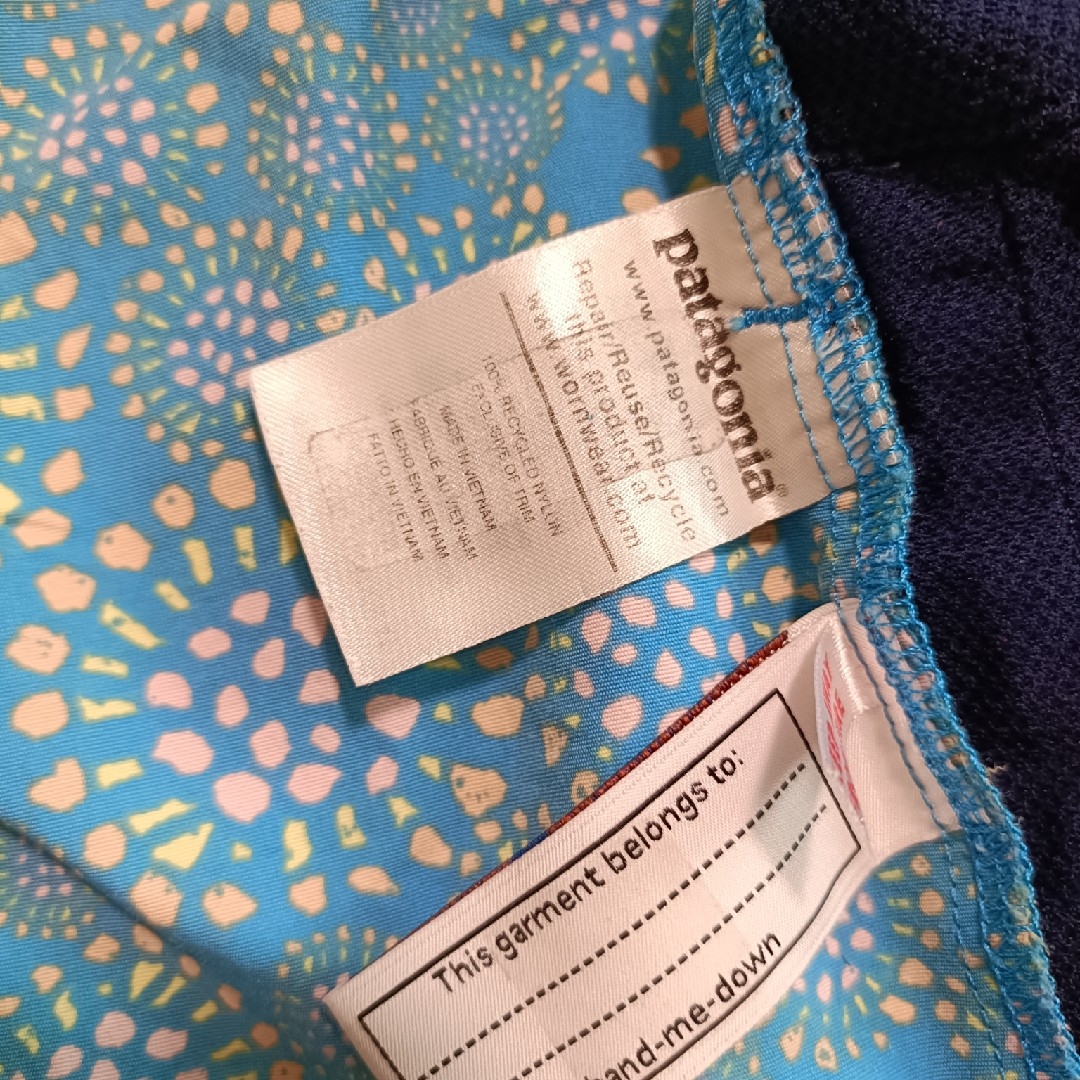 patagonia®
www.patagonia.com
Repair/Reuse/Recycle
this product at
www.wornwear.com
100% RECYCLED NYLON
EXCLUSIVE OF TRIM
MADE IN VIETNAM
FABRIQUÉ AU VIETNAM
HECHO EN VIETNAM
FATTO IN VIETNAM
This garment belongs to:
hand-me-down